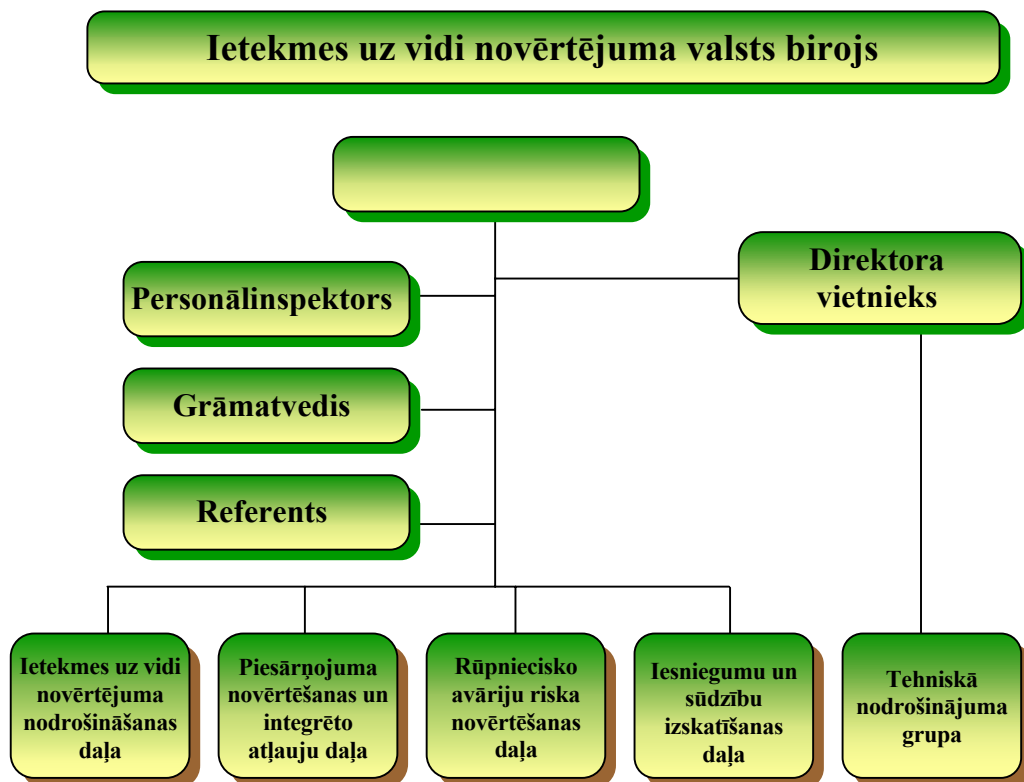 Ietekmes uz vidi novērtējuma valsts birojs
Direktora
vietnieks
Personālinspektors
Grāmatvedis
Referents
Ietekmes uz vidi
novērtējuma
nodrošināšanas
daļa
Piesārņojuma
novērtēšanas un
integrēto
atļauju daļa
Rūpniecisko
avāriju riska
novērtēšanas
daļa
Iesniegumu un
sūdzību
izskatīšanas
daļa
Tehniskā
nodrošinājuma
grupa